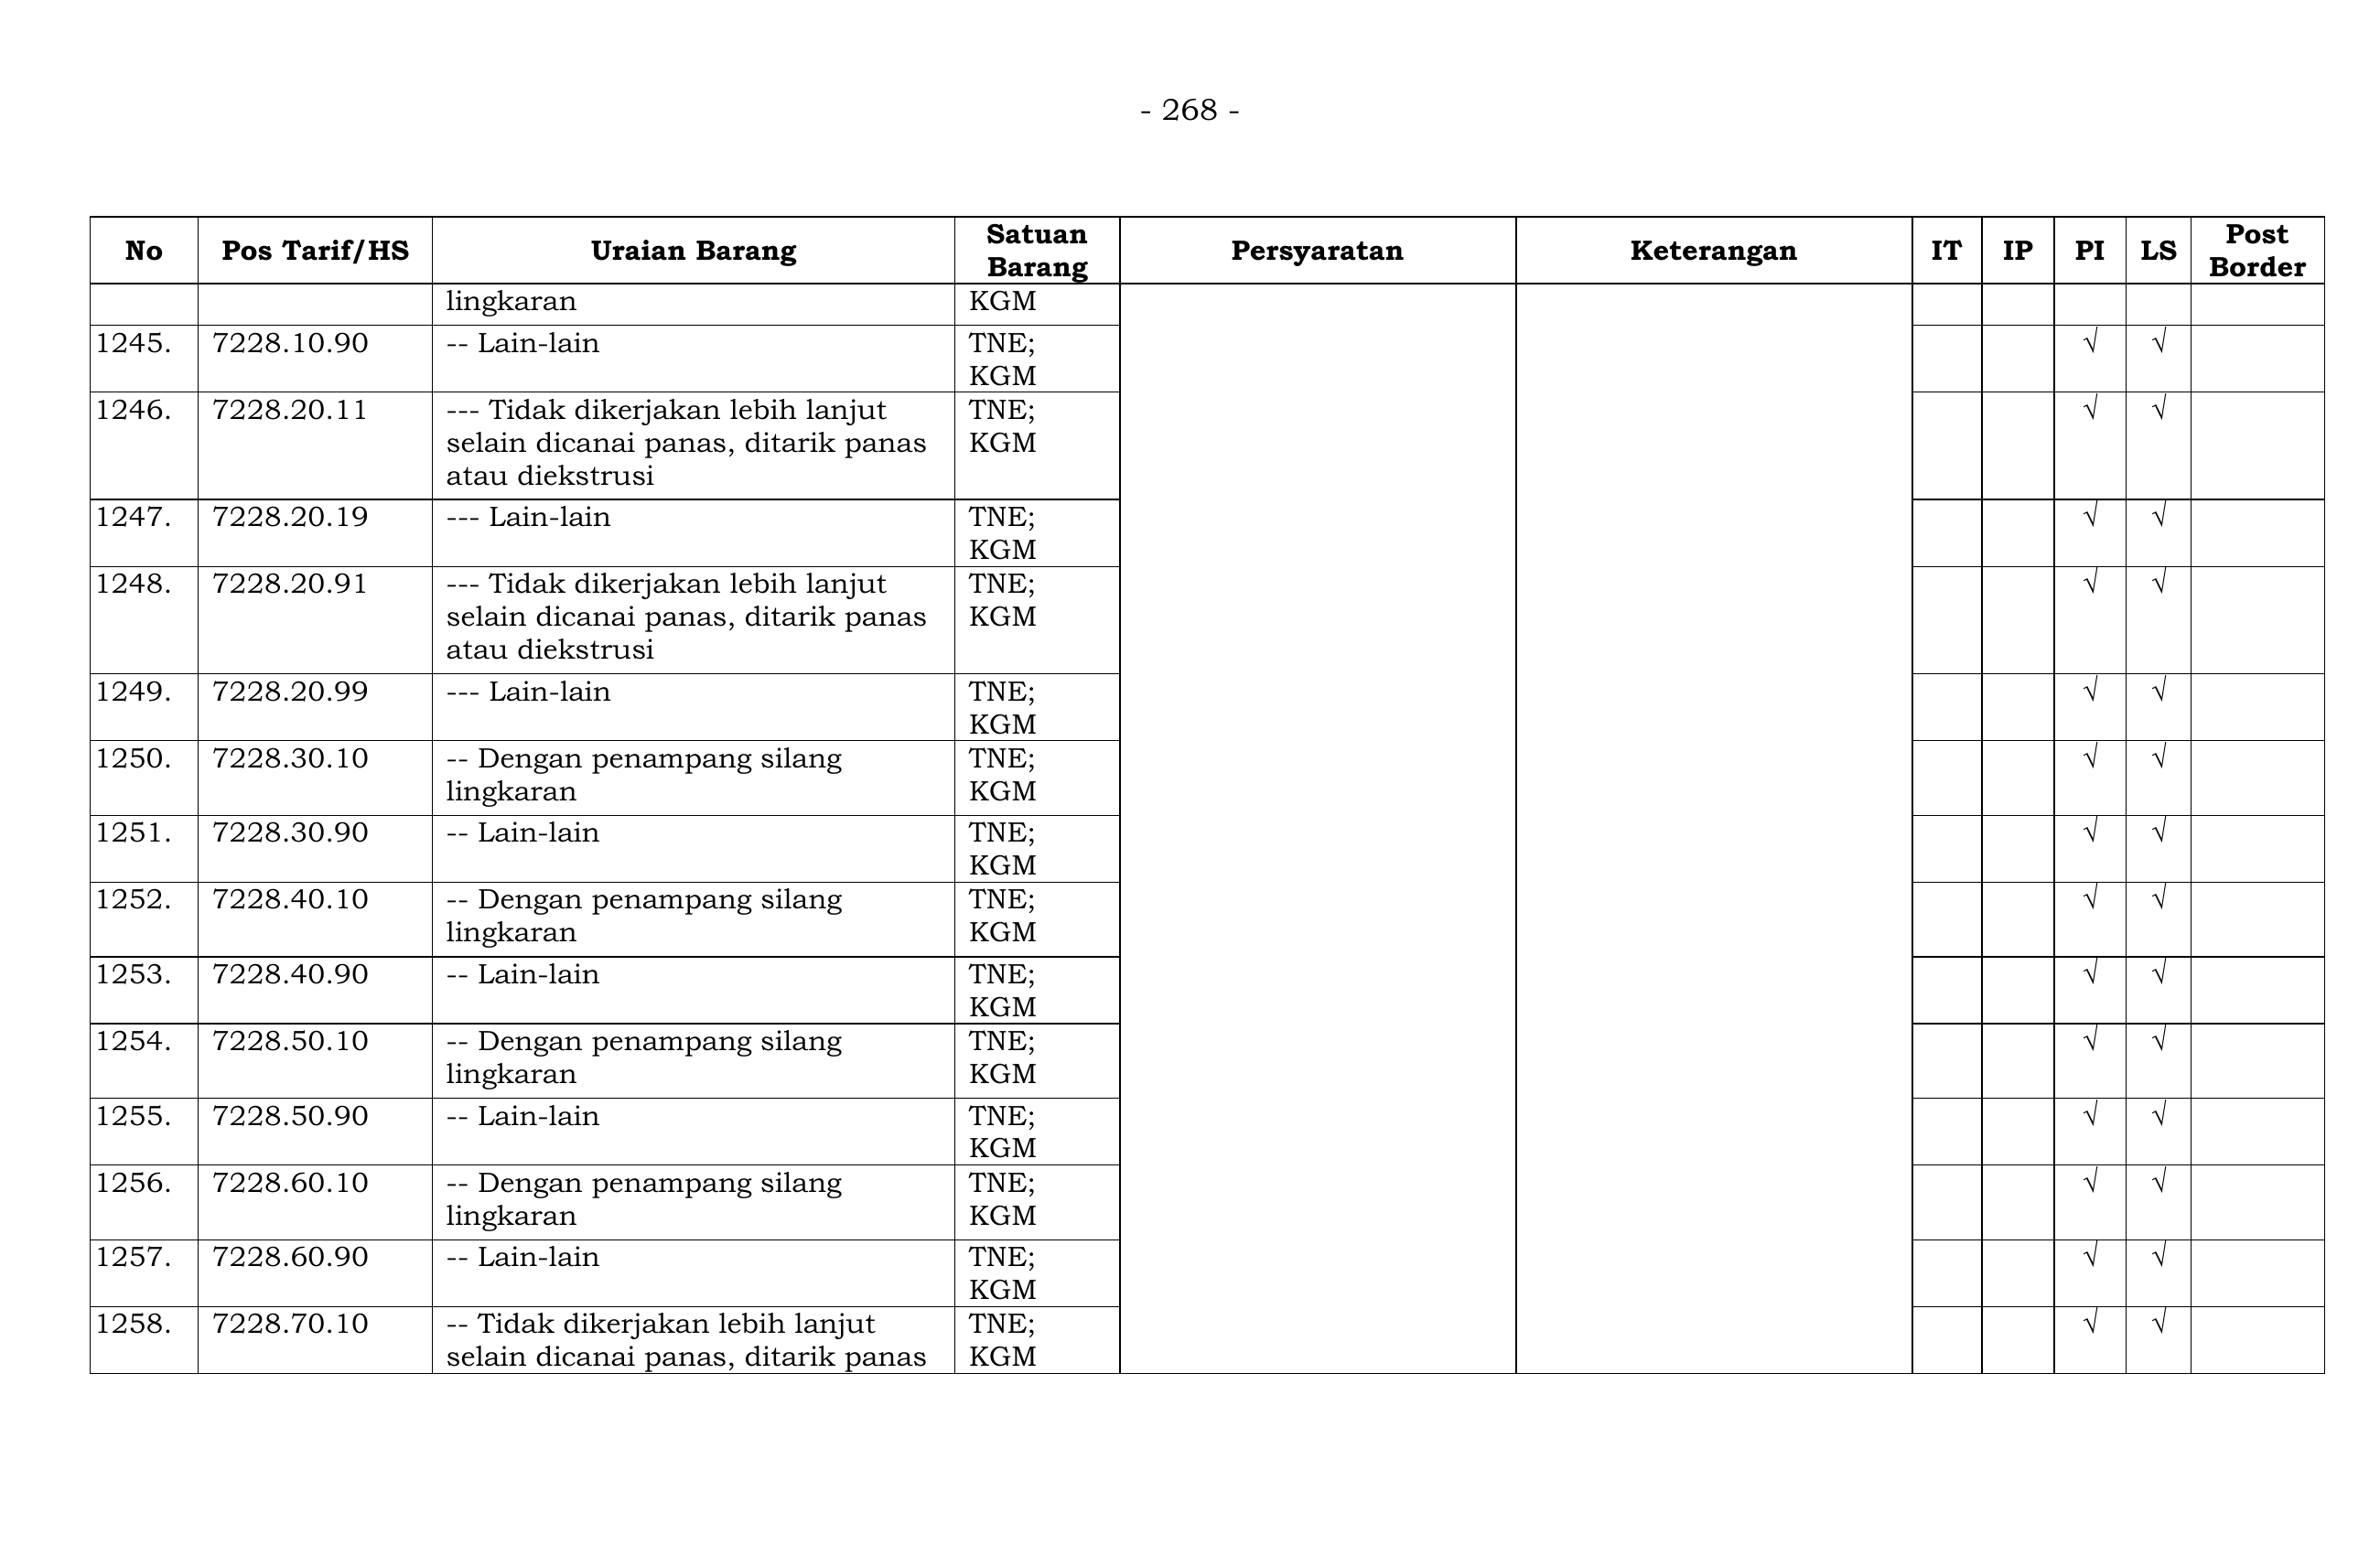 - 268 -
No Pos Tarif/HS Uraian Barang Satuan Barang Persyaratan Keterangan IT IP PI LS Post Border
lingkaran KGM
1245. 7228.10.90 -- Lain-lain TNE; √ √
KGM
1246. 7228.20.11 --- Tidak dikerjakan lebih lanjut TNE; √ √
selain dicanai panas, ditarik panas KGM
atau diekstrusi
1247. 7228.20.19 --- Lain-lain TNE; √ √
KGM
1248. 7228.20.91 --- Tidak dikerjakan lebih lanjut TNE; √ √
selain dicanai panas, ditarik panas KGM
atau diekstrusi
1249. 7228.20.99 --- Lain-lain TNE; √ √
KGM
1250. 7228.30.10 -- Dengan penampang silang TNE; √ √
lingkaran KGM
1251. 7228.30.90 -- Lain-lain TNE; √ √
KGM
1252. 7228.40.10 -- Dengan penampang silang TNE; √ √
lingkaran KGM
1253. 7228.40.90 -- Lain-lain TNE; √ √
KGM
1254. 7228.50.10 -- Dengan penampang silang TNE; √ √
lingkaran KGM
1255. 7228.50.90 -- Lain-lain TNE; √ √
KGM
1256. 7228.60.10 -- Dengan penampang silang TNE; √ √
lingkaran KGM
1257. 7228.60.90 -- Lain-lain TNE; √ √
KGM
1258. 7228.70.10 -- Tidak dikerjakan lebih lanjut TNE; √ √
selain dicanai panas, ditarik panas KGM